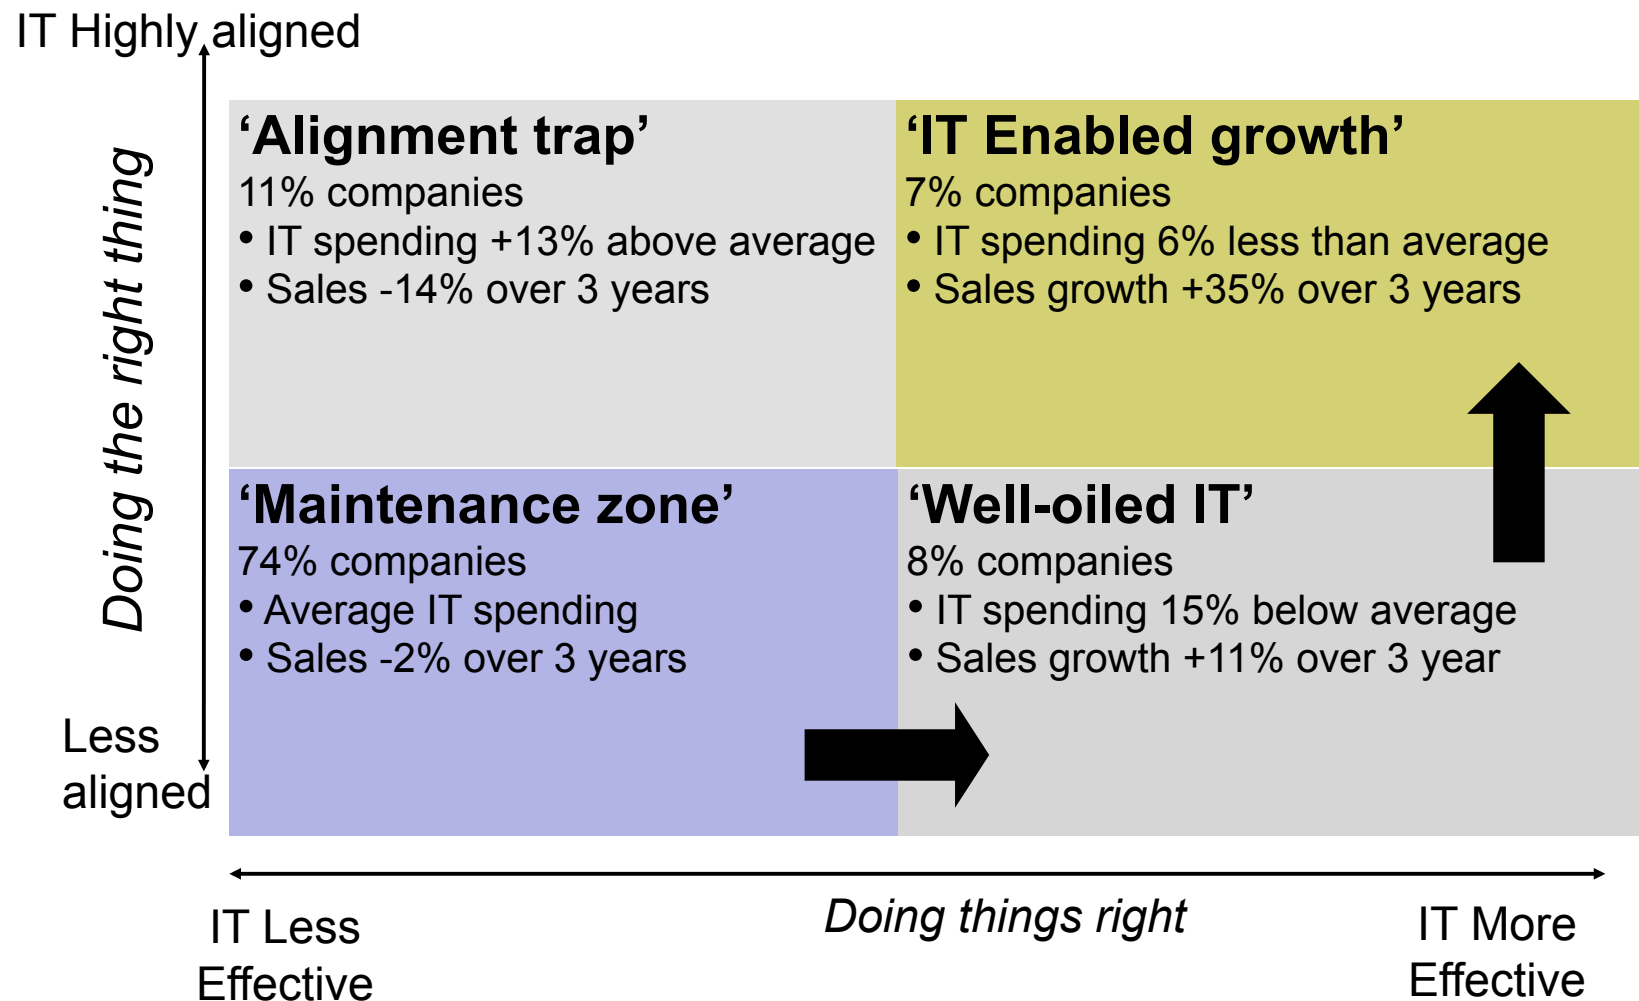 IT Highly aligned
Doing the right thing
‘Alignment trap’
11% companies
• IT spending +13% above average
• Sales -14% over 3 years
‘IT Enabled growth’
7% companies
• IT spending 6% less than average
• Sales growth +35% over 3 years
‘Maintenance zone’
74% companies
• Average IT spending
• Sales -2% over 3 years
‘Well-oiled IT’
8% companies
• IT spending 15% below average
• Sales growth +11% over 3 year
Less
aligned
IT Less
Effective
Doing things right
IT More
Effective